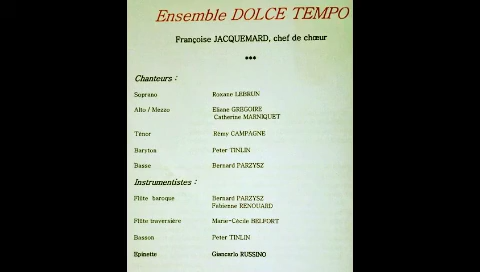 Ensemble DOLCE TEMPO
Françoise JACQUEMARD, chef de chœur
***
Chanteurs :
Soprano Roxane LEBRUN
Alto / Mezzo Eliane GREGOIRE
Catherine MARNIQUET
Ténor Rémy CAMPAGNE
Baryton Peter TINLIN
Basse Bernard PARZYSZ
Instrumentistes :
Flûte baroque Bernard PARZYSZ
Fabienne RENOUARD
Flûte traversière Marie-Cécile BELFORT
Basson Peter TINLIN
Epinette Giancarlo RUSSINO